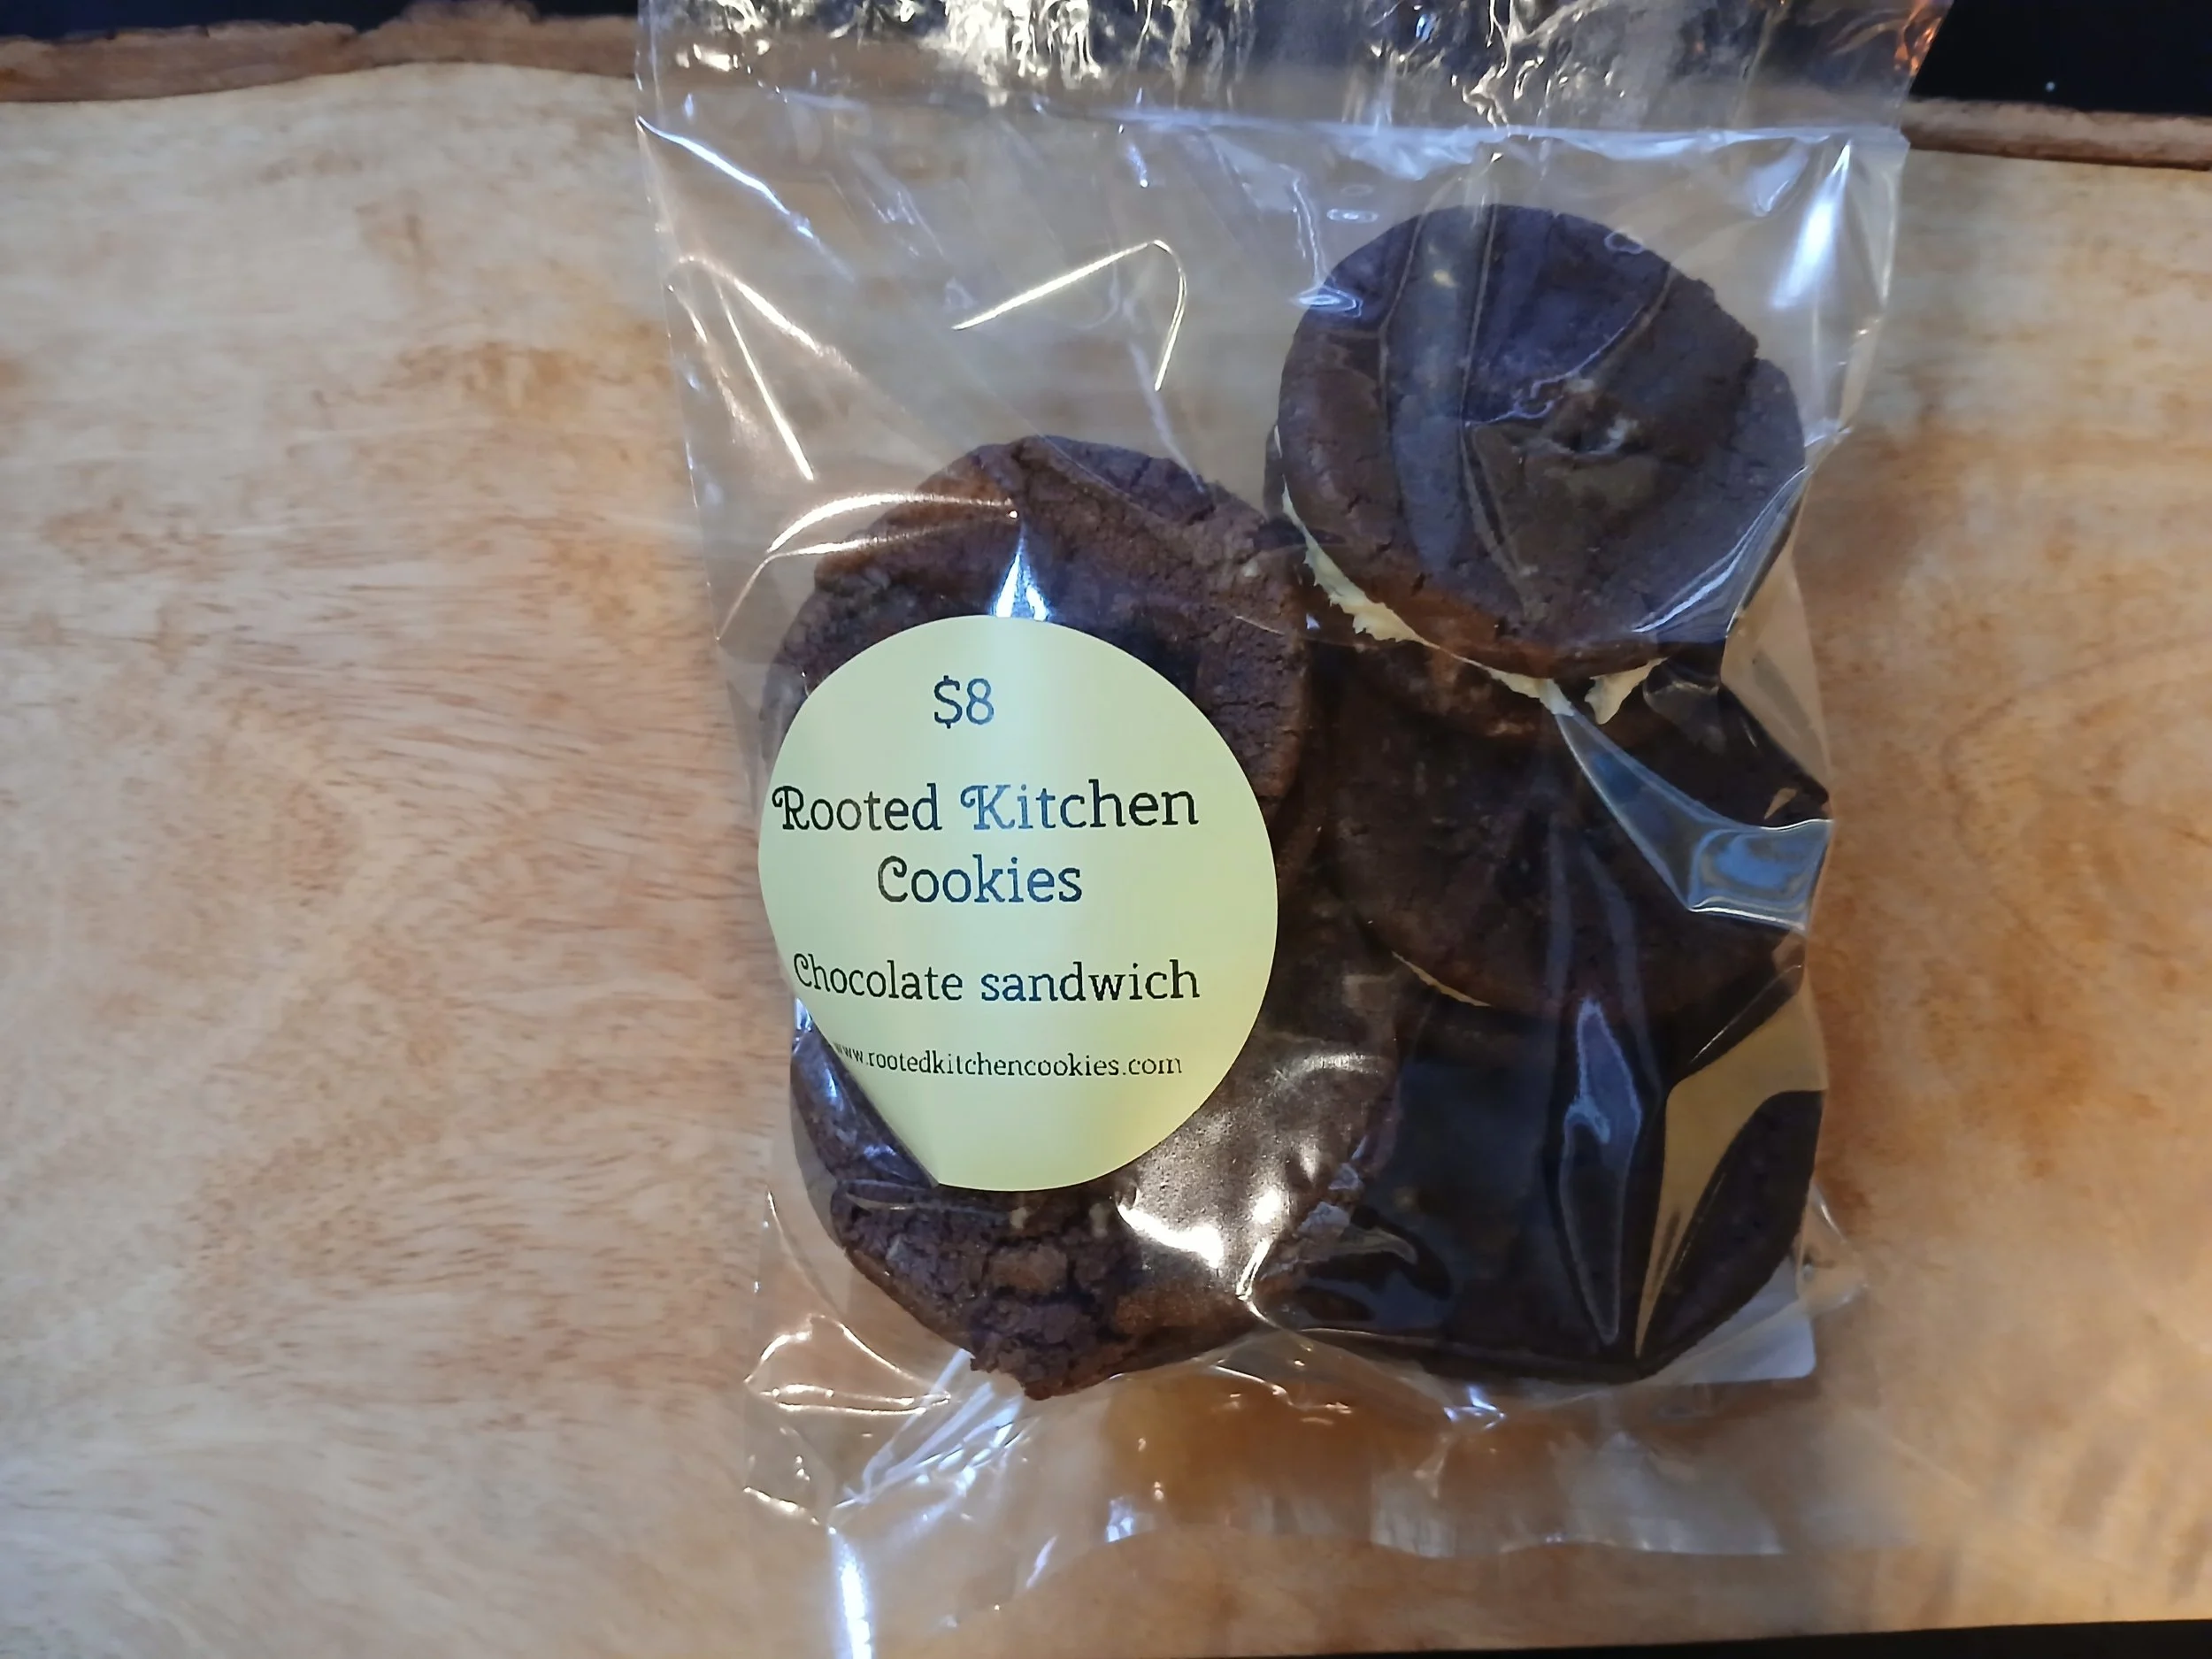 $8
Rooted Kitchen
Cookies
Chocolate sandwich
www.rootedkitchencookies.com